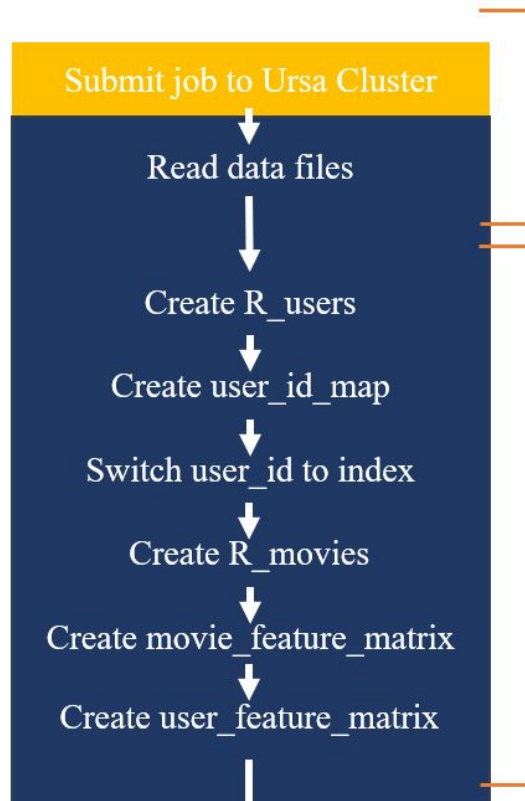 Submit job to Ursa Cluster
Read data files
Create R_users
Create user_id_map
Switch user_id to index
Create R_movies
Create movie_feature_matrix
Create user_feature_matrix